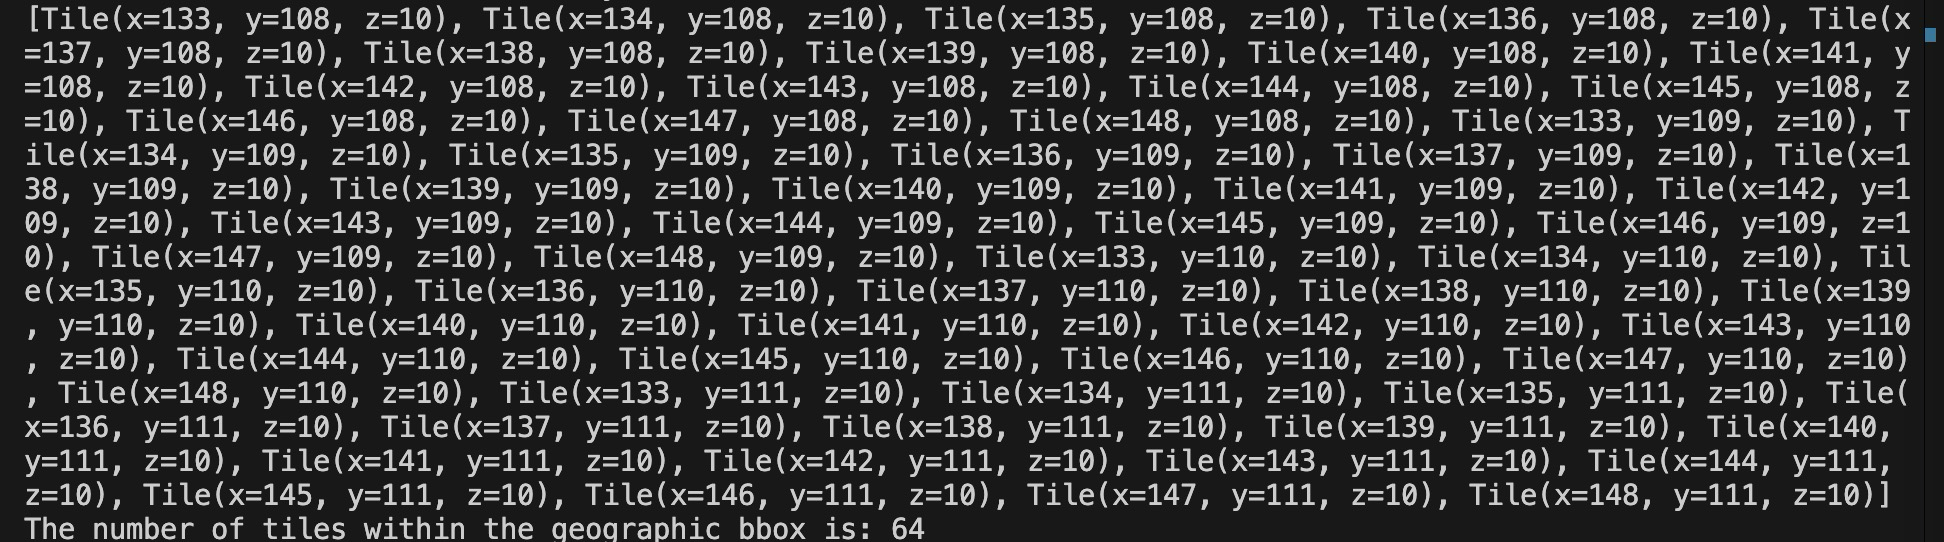 [Tile(x=133, y=108, z=10), Tile(x=134, y=108, z=10), Tile(x=135, y=108, z=10), Tile(x=136, y=108, z=10), Tile(x
=137, y=108, z=10), Tile(x=138, y=108, z=10), Tile(x=139, y=108, z=10), Tile(x=140, y=108, z=10), Tile(x=141, y
=108, z=10), Tile(x=142, y=108, z=10), Tile(x=143, y=108, z=10), Tile(x=144, y=108, z=10), Tile(x=145, y=108, z
=10), Tile(x=146, y=108, z=10), Tile(x=147, y=108, z=10), Tile(x=148, y=108, z=10), Tile(x=133, y=109, z=10), T
ile(x=134, y=109, z=10), Tile(x=135, y=109, z=10), Tile(x=136, y=109, z=10), Tile(x=137, y=109, z=10), Tile(x=1
38, y=109, z=10), Tile(x=139, y=109, z=10), Tile(x=140, y=109, z=10), Tile(x=141, y=109, z=10), Tile(x=142, y=1
09, z=10), Tile(x=143, y=109, z=10), Tile(x=144, y=109, z=10), Tile(x=145, y=109, z=10), Tile(x=146, y=109, z=1
0), Tile(x=147, y=109, z=10), Tile(x=148, y=109, z=10), Tile(x=133, y=110, z=10), Tile(x=134, y=110, z=10), Til
e(x=135, y=110, z=10), Tile(x=136, y=110, z=10), Tile(x=137, y=110, z=10), Tile(x=138, y=110, z=10), Tile(x=139
, y=110, z=10), Tile(x=140, y=110, z=10), Tile(x=141, y=110, z=10), Tile(x=142, y=110, z=10), Tile(x=143, y=110
, z=10), Tile(x=144, y=110, z=10), Tile(x=145, y=110, z=10), Tile(x=146, y=110, z=10), Tile(x=147, y=110, z=10)
, Tile(x=148, y=110, z=10), Tile(x=133, y=111, z=10), Tile(x=134, y=111, z=10), Tile(x=135, y=111, z=10), Tile(
x=136, y=111, z=10), Tile(x=137, y=111, z=10), Tile(x=138, y=111, z=10), Tile(x=139, y=111, z=10), Tile(x=140, 
y=111, z=10), Tile(x=141, y=111, z=10), Tile(x=142, y=111, z=10), Tile(x=143, y=111, z=10), Tile(x=144, y=111, 
z=10), Tile(x=145, y=111, z=10), Tile(x=146, y=111, z=10), Tile(x=147, y=111, z=10), Tile(x=148, y=111, z=10)]
The number of tiles within the geographic bbox is: 64